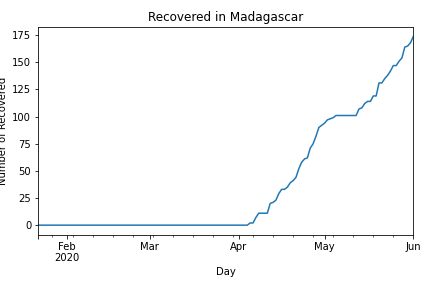 Recovered in Madagascar
Number of Recovered
175
150
125
100
75
50
25
0
Feb
2020
Mar
Apr
May
Jun
Day